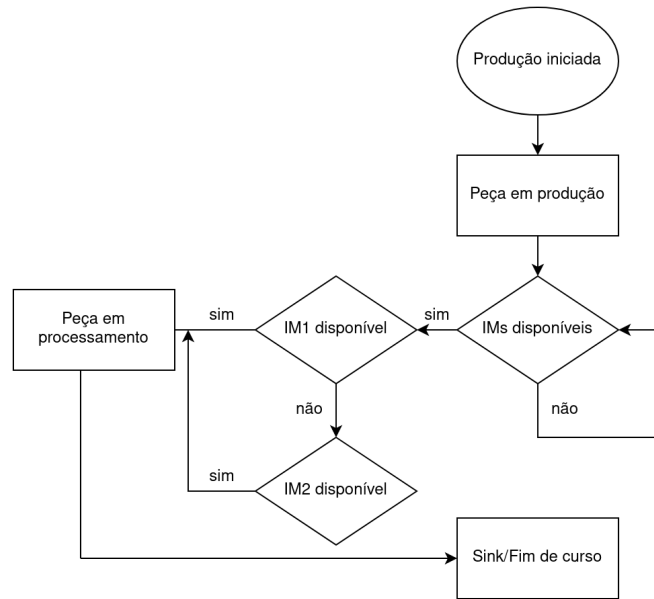 Produção iniciada
Peça em produção
IMs disponíveis
sim
IM1 disponível
sim
Peça em
processamento
não
não
IM2 disponível
sim
Sink/Fim de curso